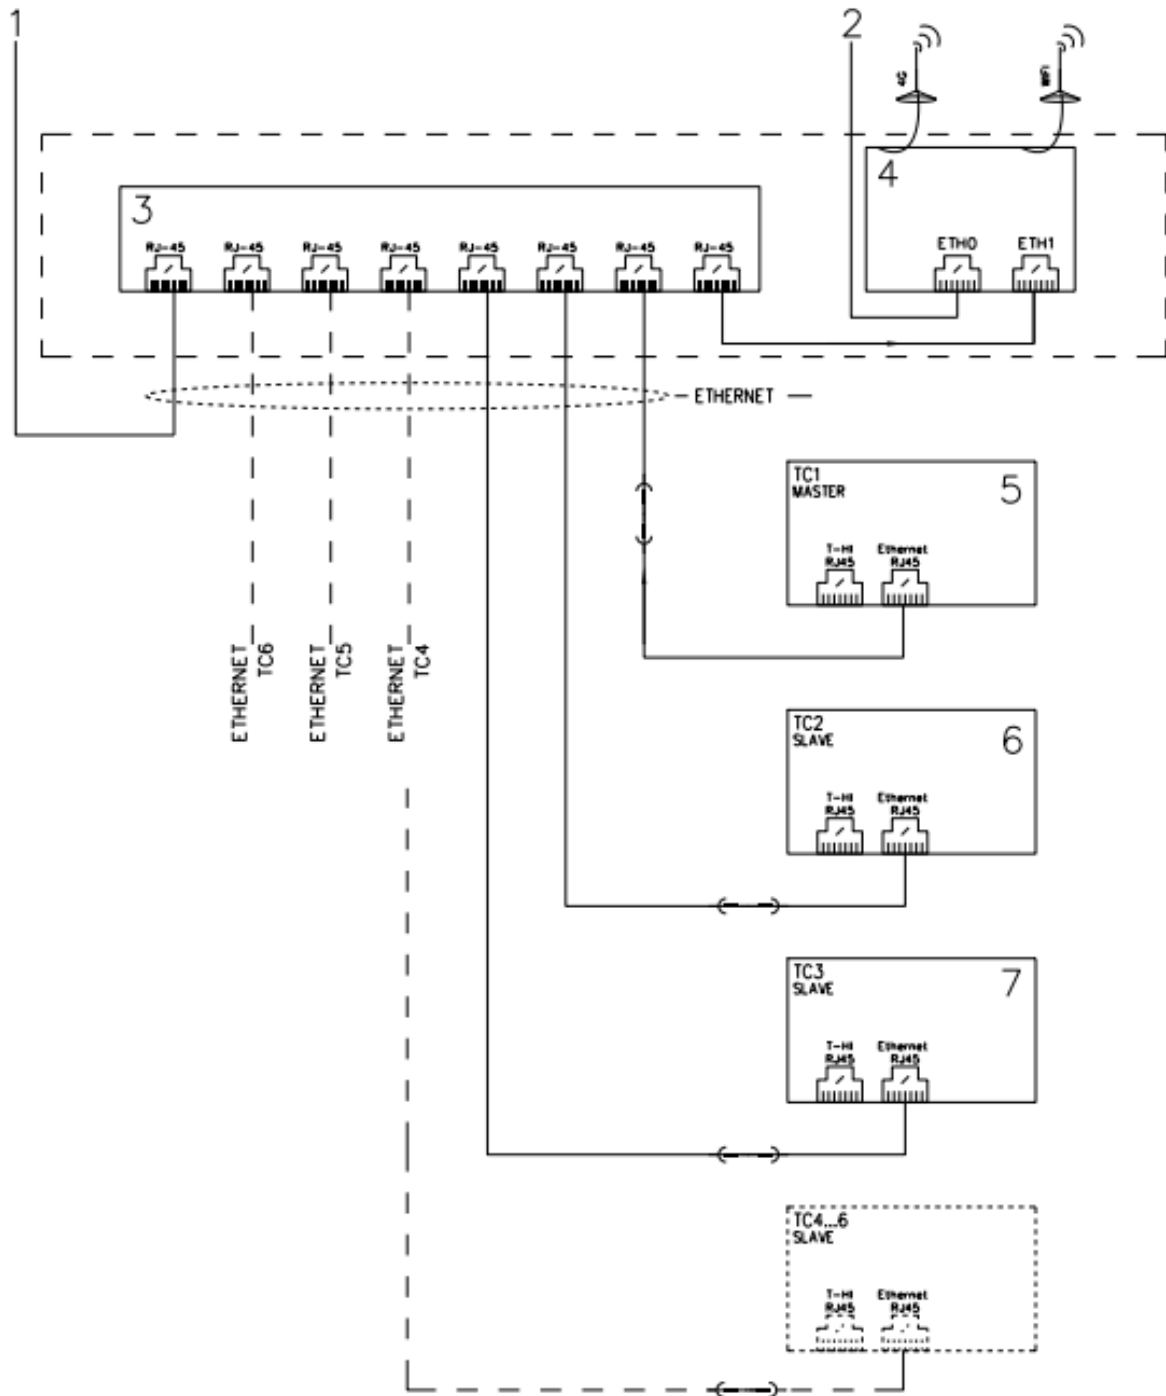 1
2
4G
WiFi
3
4
RJ-45
RJ-45
RJ-45
RJ-45
RJ-45
RJ-45
RJ-45
RJ-45
ETH0
ETH1
— ETHERNET —
TC1
MASTER
5
T-HI
RJ45
Ethernet
RJ45
ETHERNET
TC6
ETHERNET
TC5
ETHERNET
TC4
TC2
SLAVE
6
T-HI
RJ45
Ethernet
RJ45
TC3
SLAVE
7
T-HI
RJ45
Ethernet
RJ45
TC4...6
SLAVE
T-HI
RJ45
Ethernet
RJ45